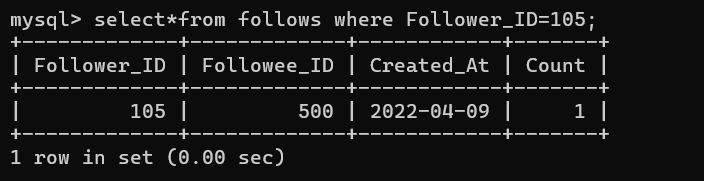 mysql> select*from follows where Follower_ID=105;
+-------------+-------------+------------+-------+
| Follower_ID | Followee_ID | Created_At | Count |
+-------------+-------------+------------+-------+
|         105 |         500 | 2022-04-09 |     1 |
+-------------+-------------+------------+-------+
1 row in set (0.00 sec)